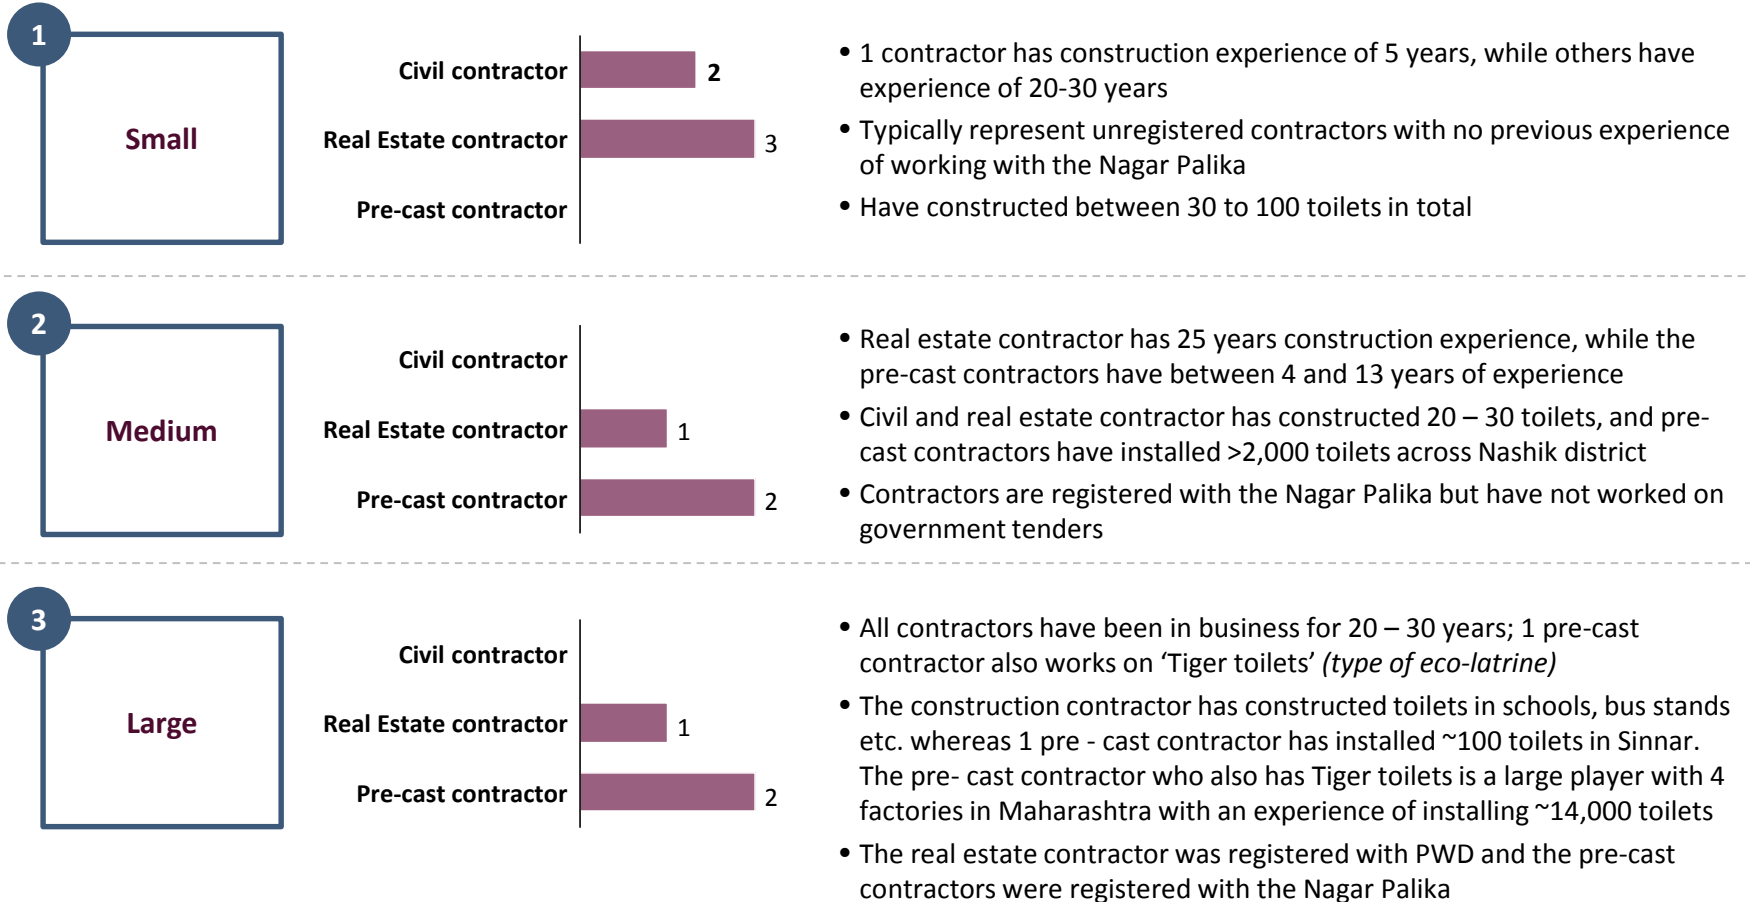 1
Small
Civil contractor
2
Real Estate contractor
3
Pre-cast contractor
• 1 contractor has construction experience of 5 years, while others have
experience of 20-30 years
• Typically represent unregistered contractors with no previous experience
of working with the Nagar Palika
• Have constructed between 30 to 100 toilets in total
2
Medium
Civil contractor
Real Estate contractor
1
Pre-cast contractor
2
• Real estate contractor has 25 years construction experience, while the
pre-cast contractors have between 4 and 13 years of experience
• Civil and real estate contractor has constructed 20 – 30 toilets, and pre-
cast contractors have installed >2,000 toilets across Nashik district
• Contractors are registered with the Nagar Palika but have not worked on
government tenders
3
Large
Civil contractor
Real Estate contractor
1
Pre-cast contractor
2
• All contractors have been in business for 20 – 30 years; 1 pre-cast
contractor also works on ‘Tiger toilets’ (type of eco-latrine)
• The construction contractor has constructed toilets in schools, bus stands
etc. whereas 1 pre - cast contractor has installed ~100 toilets in Sinnar.
The pre- cast contractor who also has Tiger toilets is a large player with 4
factories in Maharashtra with an experience of installing ~14,000 toilets
• The real estate contractor was registered with PWD and the pre-cast
contractors were registered with the Nagar Palika